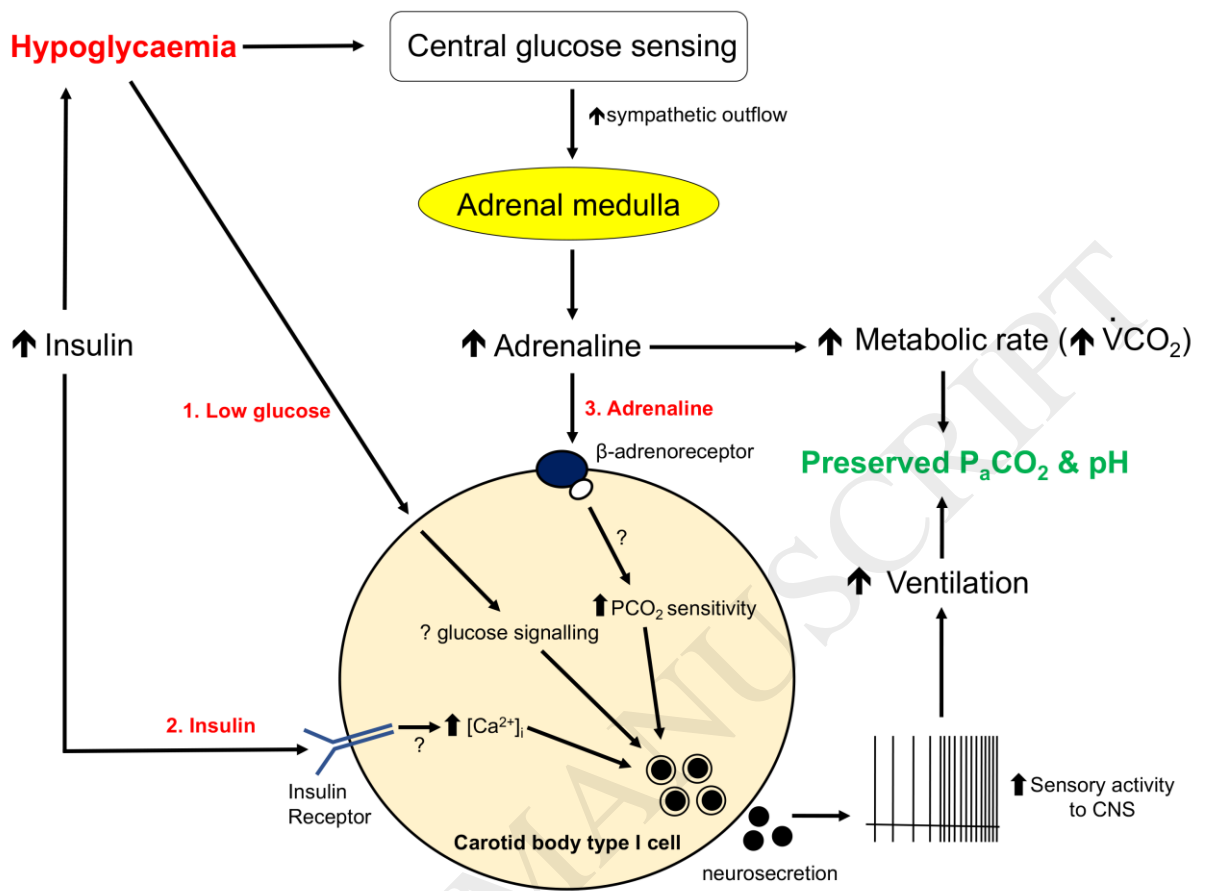 Hypoglycaemia
Central glucose sensing
↑sympathetic outflow
Adrenal medulla
↑ Insulin
↑ Adrenaline
↑ Metabolic rate (↑ V̇CO₂)
1. Low glucose
3. Adrenaline
β-adrenoreceptor
Preserved PₐCO₂ & pH
?
↑ Ventilation
↑ PCO₂ sensitivity
? glucose signalling
2. Insulin
↑ [Ca²⁺]ᵢ
?
Insulin
Receptor
↑ Sensory activity
to CNS
Carotid body type I cell
neurosecretion
MANUSCRIPT